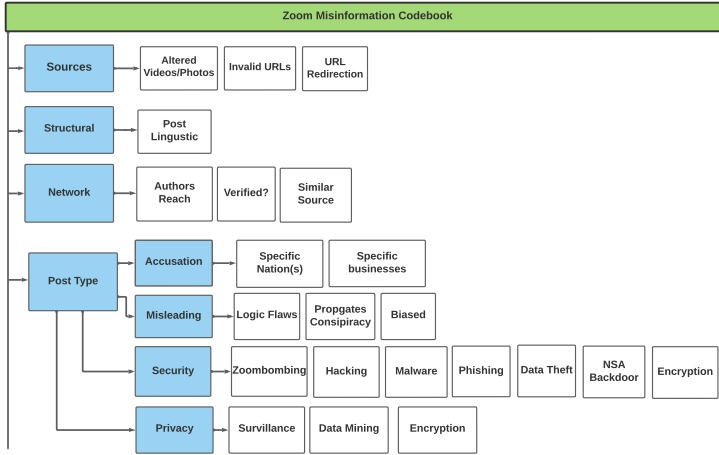 Zoom Misinformation Codebook
Sources
Altered
Videos/Photos
Invalid URLs
URL
Redirection
Structural
Post
Lingustic
Network
Authors
Reach
Verified?
Similar
Source
Post Type
Accusation
Specific
Nation(s)
Specific
businesses
Misleading
Logic Flaws
Propgates
Consipiracy
Biased
Security
Zoombombing
Hacking
Malware
Phishing
Data Theft
NSA
Backdoor
Encryption
Privacy
Survillance
Data Mining
Encryption